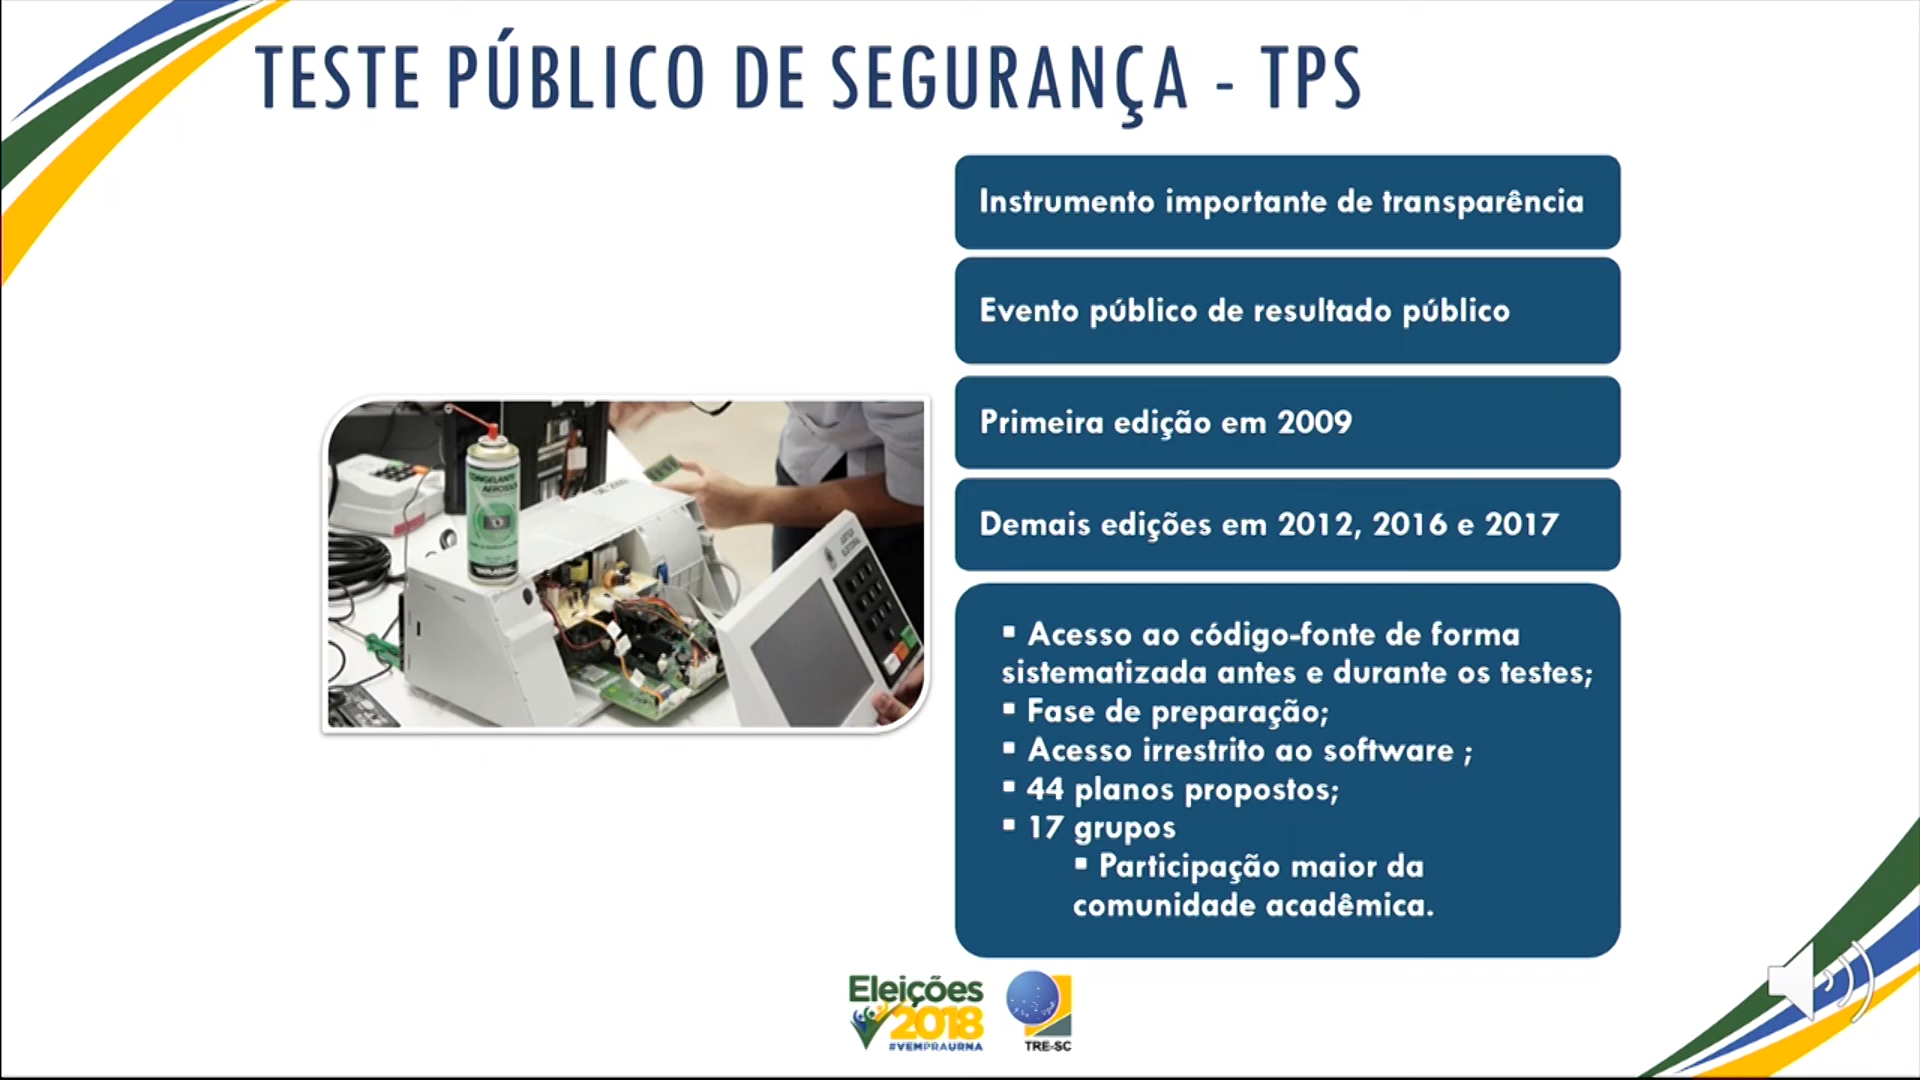 TESTE PÚBLICO DE SEGURANÇA - TPS
Instrumento importante de transparência
Evento público de resultado público
Primeira edição em 2009
Demais edições em 2012, 2016 e 2017
▪ Acesso ao código-fonte de forma
sistematizada antes e durante os testes;
▪ Fase de preparação;
▪ Acesso irrestrito ao software ;
▪ 44 planos propostos;
▪ 17 grupos
▪ Participação maior da
comunidade acadêmica.
JUSTIÇA
ELEITORAL
Eleições
2018
#VEMPRAURNA
TRE-SC